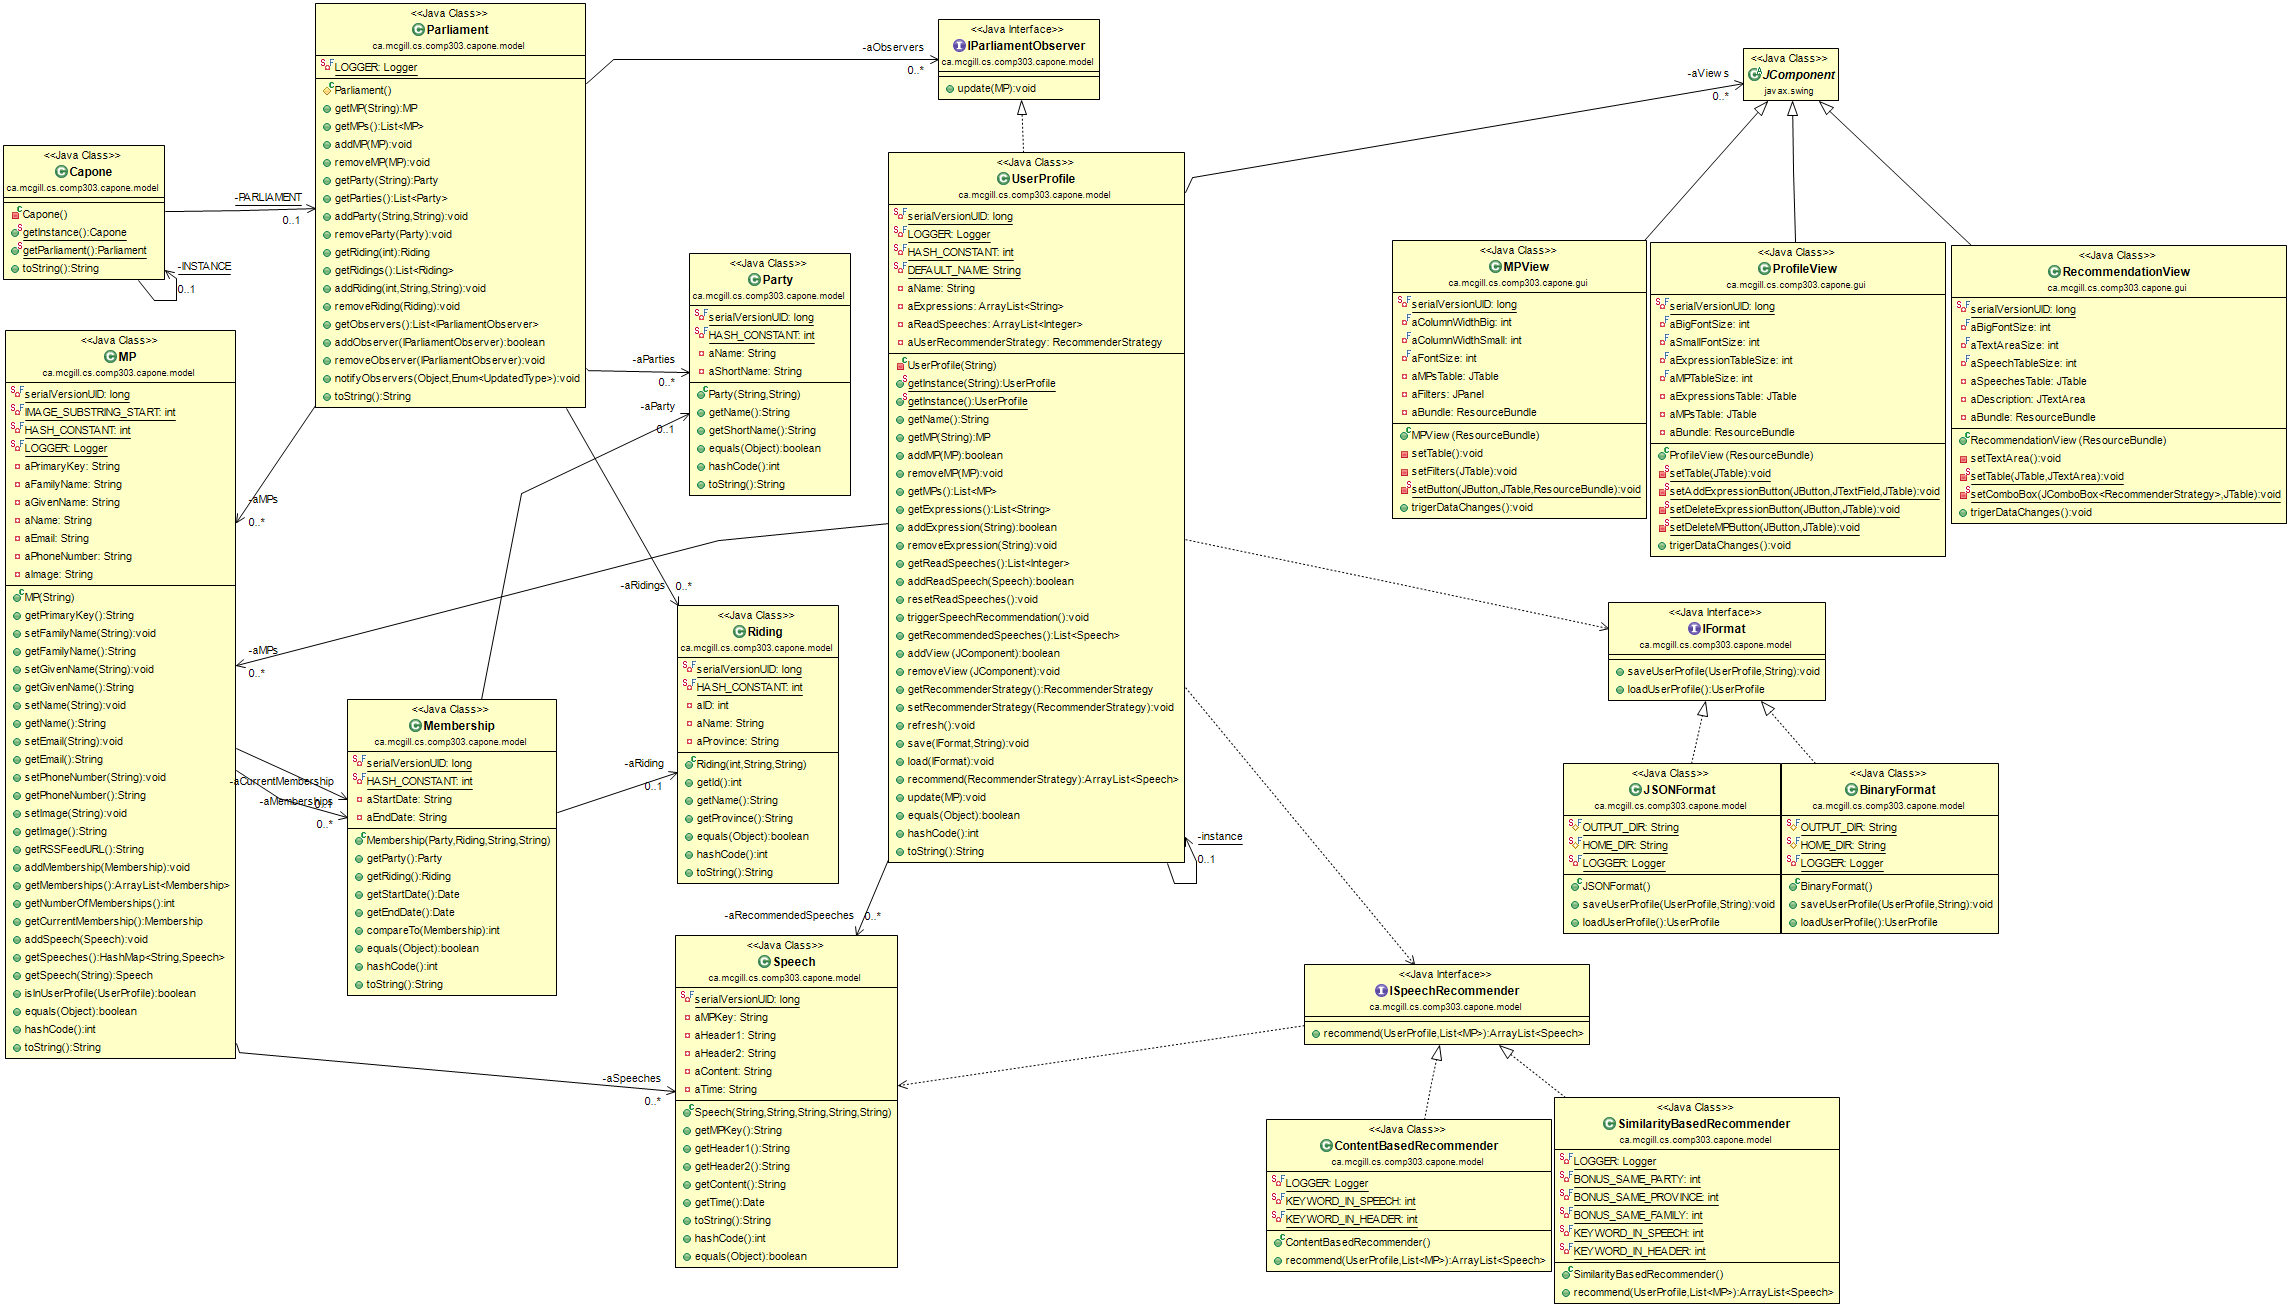 <<Java Class>>
Parliament
ca.mcgill.cs.comp303.capone.model
LOGGER: Logger
Parliament()
getMP(String):MP
getMPs():List<MP>
addMP(MP):void
removeMP(MP):void
getParty(String):Party
getParties():List<Party>
addParty(String,String):void
removeParty(Party):void
getRiding(int):Riding
getRidings():List<Riding>
addRiding(int,String,String):void
removeRiding(Riding):void
getObservers():List<IParliamentObserver>
addObserver(IParliamentObserver):boolean
removeObserver(IParliamentObserver):void
notifyObservers(Object,Enum<UpdatedType>):void
toString():String
-aObservers
0..*
<<Java Interface>>
IParliamentObserver
ca.mcgill.cs.comp303.capone.model
update(MP):void
-aViews
0..*
<<Java Class>>
JComponent
javax.swing
<<Java Class>>
Capone
ca.mcgill.cs.comp303.capone.model
Capone()
getInstance():Capone
getParliament():Parliament
toString():String
-PARLIAMENT
0..1
-INSTANCE
0..1
<<Java Class>>
UserProfile
ca.mcgill.cs.comp303.capone.model
serialVersionUID: long
LOGGER: Logger
HASH_CONSTANT: int
DEFAULT_NAME: String
aName: String
aExpressions: ArrayList<String>
aReadSpeeches: ArrayList<Integer>
aUserRecommenderStrategy: RecommenderStrategy
UserProfile(String)
getInstance(String):UserProfile
getInstance():UserProfile
getName():String
getMP(String):MP
addMP(MP):boolean
removeMP(MP):void
getMPs():List<MP>
getExpressions():List<String>
addExpression(String):boolean
removeExpression(String):void
getReadSpeeches():List<Integer>
addReadSpeech(Speech):boolean
resetReadSpeeches():void
triggerSpeechRecommendation():void
getRecommendedSpeeches():List<Speech>
addView(JComponent):boolean
removeView(JComponent):void
getRecommenderStrategy():RecommenderStrategy
setRecommenderStrategy(RecommenderStrategy):void
refresh():void
save(IFormat,String):void
load(IFormat):void
recommend(RecommenderStrategy):ArrayList<Speech>
update(MP):void
equals(Object):boolean
hashCode():int
toString():String
-instance
0..1
<<Java Class>>
Party
ca.mcgill.cs.comp303.capone.model
serialVersionUID: long
HASH_CONSTANT: int
aName: String
aShortName: String
Party(String,String)
getName():String
getShortName():String
equals(Object):boolean
hashCode():int
toString():String
-aParties
0..*
-aParty
0..1
<<Java Class>>
MPView
ca.mcgill.cs.comp303.capone.gui
serialVersionUID: long
aColumnWidthBig: int
aColumnWidthSmall: int
aFontSize: int
aMPsTable: JTable
aFilters: JPanel
aBundle: ResourceBundle
MPView(ResourceBundle)
setTable():void
setFilters(JTable):void
setButton(JButton,JTable,ResourceBundle):void
trigerDataChanges():void
<<Java Class>>
ProfileView
ca.mcgill.cs.comp303.capone.gui
serialVersionUID: long
aBigFontSize: int
aSmallFontSize: int
aExpressionTableSize: int
aMPTableSize: int
aExpressionsTable: JTable
aMPsTable: JTable
aBundle: ResourceBundle
ProfileView(ResourceBundle)
setTable(JTable):void
setAddExpressionButton(JButton,JTextField,JTable):void
setDeleteExpressionButton(JButton,JTable):void
setDeleteMPButton(JButton,JTable):void
trigerDataChanges():void
<<Java Class>>
RecommendationView
ca.mcgill.cs.comp303.capone.gui
serialVersionUID: long
aBigFontSize: int
aTextAreaSize: int
aSpeechTableSize: int
aSpeechesTable: JTable
aDescription: JTextArea
aBundle: ResourceBundle
RecommendationView(ResourceBundle)
setTextArea():void
setTable(JTable,JTextArea):void
setComboBox(JComboBox<RecommenderStrategy>,JTable):void
trigerDataChanges():void
<<Java Class>>
MP
ca.mcgill.cs.comp303.capone.model
serialVersionUID: long
IMAGE_SUBSTRING_START: int
HASH_CONSTANT: int
LOGGER: Logger
aPrimaryKey: String
aFamilyName: String
aGivenName: String
aName: String
aEmail: String
aPhoneNumber: String
aImage: String
MP(String)
getPrimaryKey():String
setFamilyName(String):void
getFamilyName():String
setGivenName(String):void
getGivenName():String
setName(String):void
getName():String
setEmail(String):void
getEmail():String
setPhoneNumber(String):void
getPhoneNumber():String
setImage(String):void
getImage():String
getRSSFeedURL():String
addMembership(Membership):void
getMemberships():ArrayList<Membership>
getNumberOfMemberships():int
getCurrentMembership():Membership
addSpeech(Speech):void
getSpeeches():HashMap<String,Speech>
getSpeech(String):Speech
isInUserProfile(UserProfile):boolean
equals(Object):boolean
hashCode():int
toString():String
-aMPs
0..*
-aMPs
0..*
-aRidings
0..*
<<Java Class>>
Riding
ca.mcgill.cs.comp303.capone.model
serialVersionUID: long
HASH_CONSTANT: int
aID: int
aName: String
aProvince: String
Riding(int,String,String)
getId():int
getName():String
getProvince():String
equals(Object):boolean
hashCode():int
toString():String
-aRiding
0..1
-aCurrentMembership
0..1
-aMemberships
0..*
<<Java Class>>
Membership
ca.mcgill.cs.comp303.capone.model
serialVersionUID: long
HASH_CONSTANT: int
aStartDate: String
aEndDate: String
Membership(Party,Riding,String,String)
getParty():Party
getRiding():Riding
getStartDate():Date
getEndDate():Date
compareTo(Membership):int
equals(Object):boolean
hashCode():int
toString():String
<<Java Interface>>
IFormat
ca.mcgill.cs.comp303.capone.model
saveUserProfile(UserProfile,String):void
loadUserProfile():UserProfile
<<Java Class>>
JSONFormat
ca.mcgill.cs.comp303.capone.model
OUTPUT_DIR: String
HOME_DIR: String
LOGGER: Logger
JSONFormat()
saveUserProfile(UserProfile,String):void
loadUserProfile():UserProfile
<<Java Class>>
BinaryFormat
ca.mcgill.cs.comp303.capone.model
OUTPUT_DIR: String
HOME_DIR: String
LOGGER: Logger
BinaryFormat()
saveUserProfile(UserProfile,String):void
loadUserProfile():UserProfile
-aRecommendedSpeeches
0..*
-aSpeeches
0..*
<<Java Class>>
Speech
ca.mcgill.cs.comp303.capone.model
serialVersionUID: long
aMPKey: String
aHeader1: String
aHeader2: String
aContent: String
aTime: String
Speech(String,String,String,String,String)
getMPKey():String
getHeader1():String
getHeader2():String
getContent():String
getTime():Date
toString():String
hashCode():int
equals(Object):boolean
<<Java Interface>>
ISpeechRecommender
ca.mcgill.cs.comp303.capone.model
recommend(UserProfile,List<MP>):ArrayList<Speech>
<<Java Class>>
ContentBasedRecommender
ca.mcgill.cs.comp303.capone.model
LOGGER: Logger
KEYWORD_IN_SPEECH: int
KEYWORD_IN_HEADER: int
ContentBasedRecommender()
recommend(UserProfile,List<MP>):ArrayList<Speech>
<<Java Class>>
SimilarityBasedRecommender
ca.mcgill.cs.comp303.capone.model
LOGGER: Logger
BONUS_SAME_PARTY: int
BONUS_SAME_PROVINCE: int
BONUS_SAME_FAMILY: int
KEYWORD_IN_SPEECH: int
KEYWORD_IN_HEADER: int
SimilarityBasedRecommender()
recommend(UserProfile,List<MP>):ArrayList<Speech>